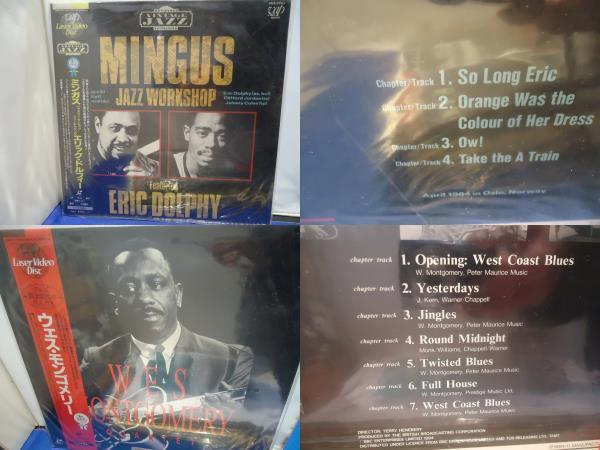 VINTAGE
JAZZ
VAP
Laser Video
Disc
MINGUS
JAZZ WORKSHOP
Eric Dolphy
Clifford Jordan
Johnny Coles
ミンガス
エリック・ドルフィー
Featuring
ERIC DOLPHY
Chapter/Track 1. So Long Eric
Chapter/Track 2. Orange Was the
Colour of Her Dress
Chapter/Track 3. Ow!
Chapter/Track 4. Take the A Train
April 1964 in Oslo, Norway
Laser Video
Disc
ウェス・モンゴメリー
WES
MONTGOMERY
chapter track 1. Opening: West Coast Blues
W. Montgomery, Peter Maurice Music
chapter track 2. Yesterdays
J. Kern, Warner/Chappell
chapter track 3. Jingles
W. Montgomery, Peter Maurice Music
chapter track 4. Round Midnight
Monk/Williams, Chappell/Warner
chapter track 5. Twisted Blues
W. Montgomery, Peter Maurice Music
chapter track 6. Full House
W. Montgomery, Prestige Music Ltd.
chapter track 7. West Coast Blues
W. Montgomery, Peter Maurice Music
DIRECTOR: TERRY HENEBERY
PRODUCED BY THE BRITISH BROADCASTING CORPORATION